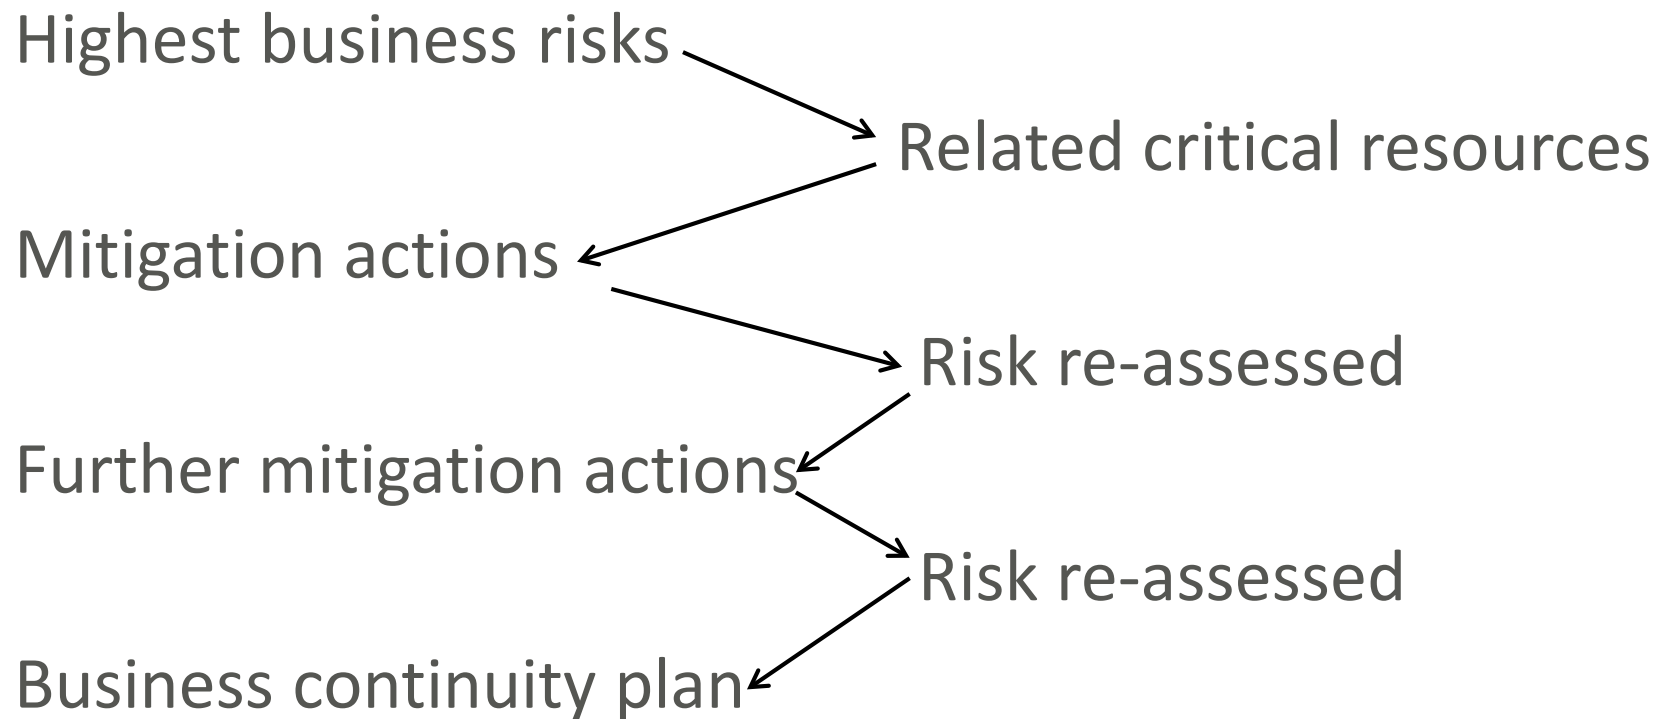 Highest business risks
Related critical resources
Mitigation actions
Risk re-assessed
Further mitigation actions
Risk re-assessed
Business continuity plan